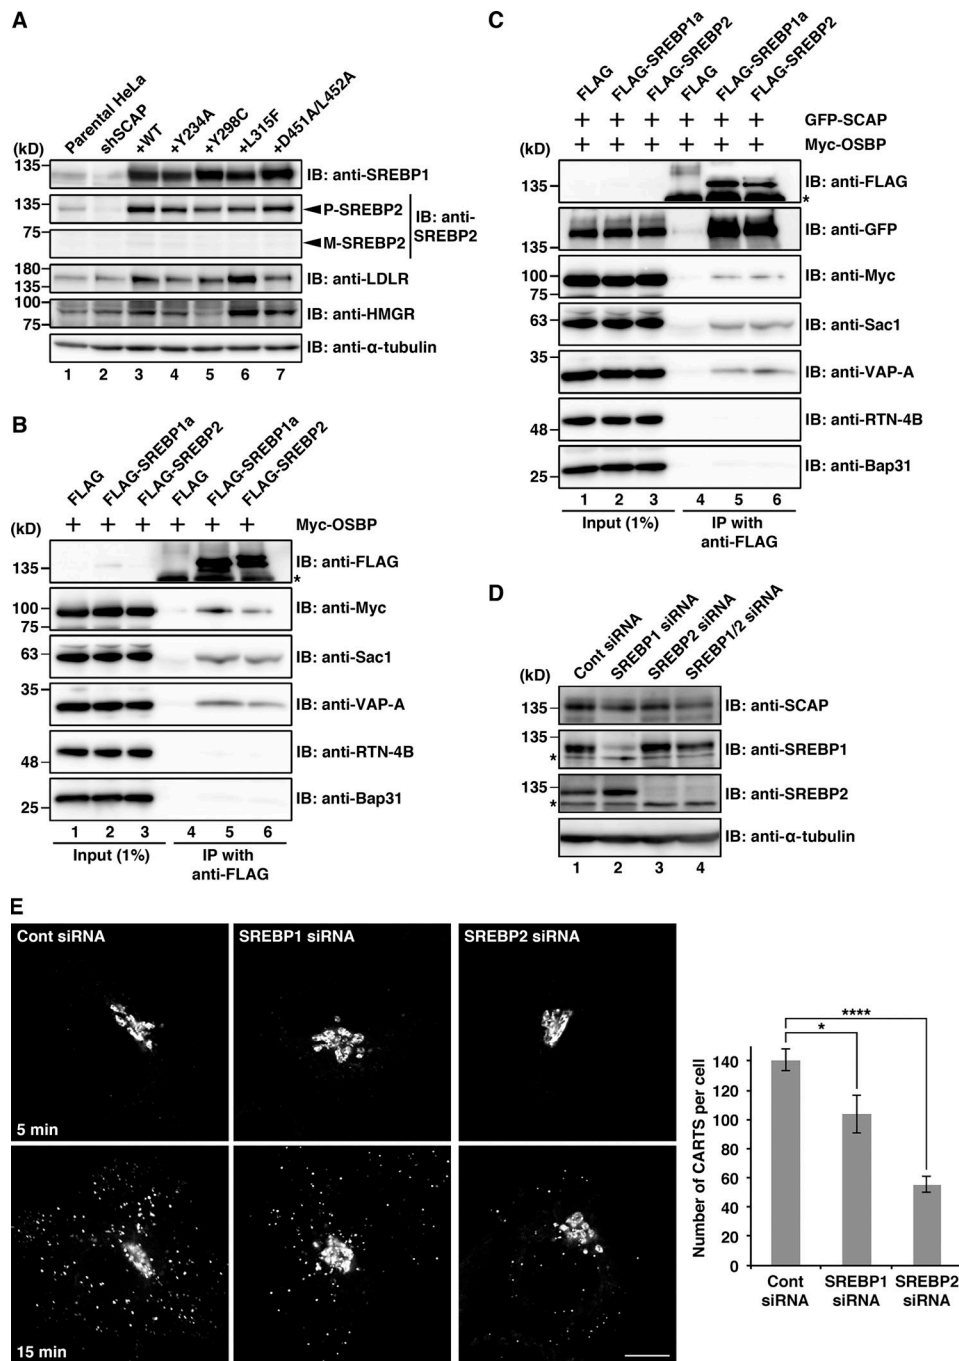 A
Parental HeLa
shSCAP
+WT
+Y234A
+Y298C
+L315F
+D451A/L452A
(kD)
135
IB: anti-SREBP1
135
P-SREBP2
IB: anti-
SREBP2
75
M-SREBP2
180
135
IB: anti-LDLR
100
75
IB: anti-HMGR
IB: anti-α-tubulin
1 2 3 4 5 6 7
B
FLAG
FLAG-SREBP1a
FLAG-SREBP2
FLAG
FLAG-SREBP1a
FLAG-SREBP2
(kD)
+ + + + + + Myc-OSBP
135
IB: anti-FLAG
*
100
75
IB: anti-Myc
63
IB: anti-Sac1
35
IB: anti-VAP-A
48
IB: anti-RTN-4B
25
IB: anti-Bap31
1 2 3 4 5 6
Input (1%)
IP with
anti-FLAG
C
FLAG
FLAG-SREBP1a
FLAG-SREBP2
FLAG
FLAG-SREBP1a
FLAG-SREBP2
+ + + + + + GFP-SCAP
(kD)
+ + + + + + Myc-OSBP
135
IB: anti-FLAG
*
135
IB: anti-GFP
100
75
IB: anti-Myc
63
IB: anti-Sac1
35
IB: anti-VAP-A
48
IB: anti-RTN-4B
25
IB: anti-Bap31
1 2 3 4 5 6
Input (1%)
IP with
anti-FLAG
D
Cont siRNA
SREBP1 siRNA
SREBP2 siRNA
SREBP1/2 siRNA
(kD)
135
IB: anti-SCAP
135
*
IB: anti-SREBP1
135
*
IB: anti-SREBP2
IB: anti-α-tubulin
1 2 3 4
E
Cont siRNA
SREBP1 siRNA
SREBP2 siRNA
5 min
15 min
****
*
Number of CARTS per cell
140
120
100
80
60
40
20
0
Cont
siRNA
SREBP1
siRNA
SREBP2
siRNA